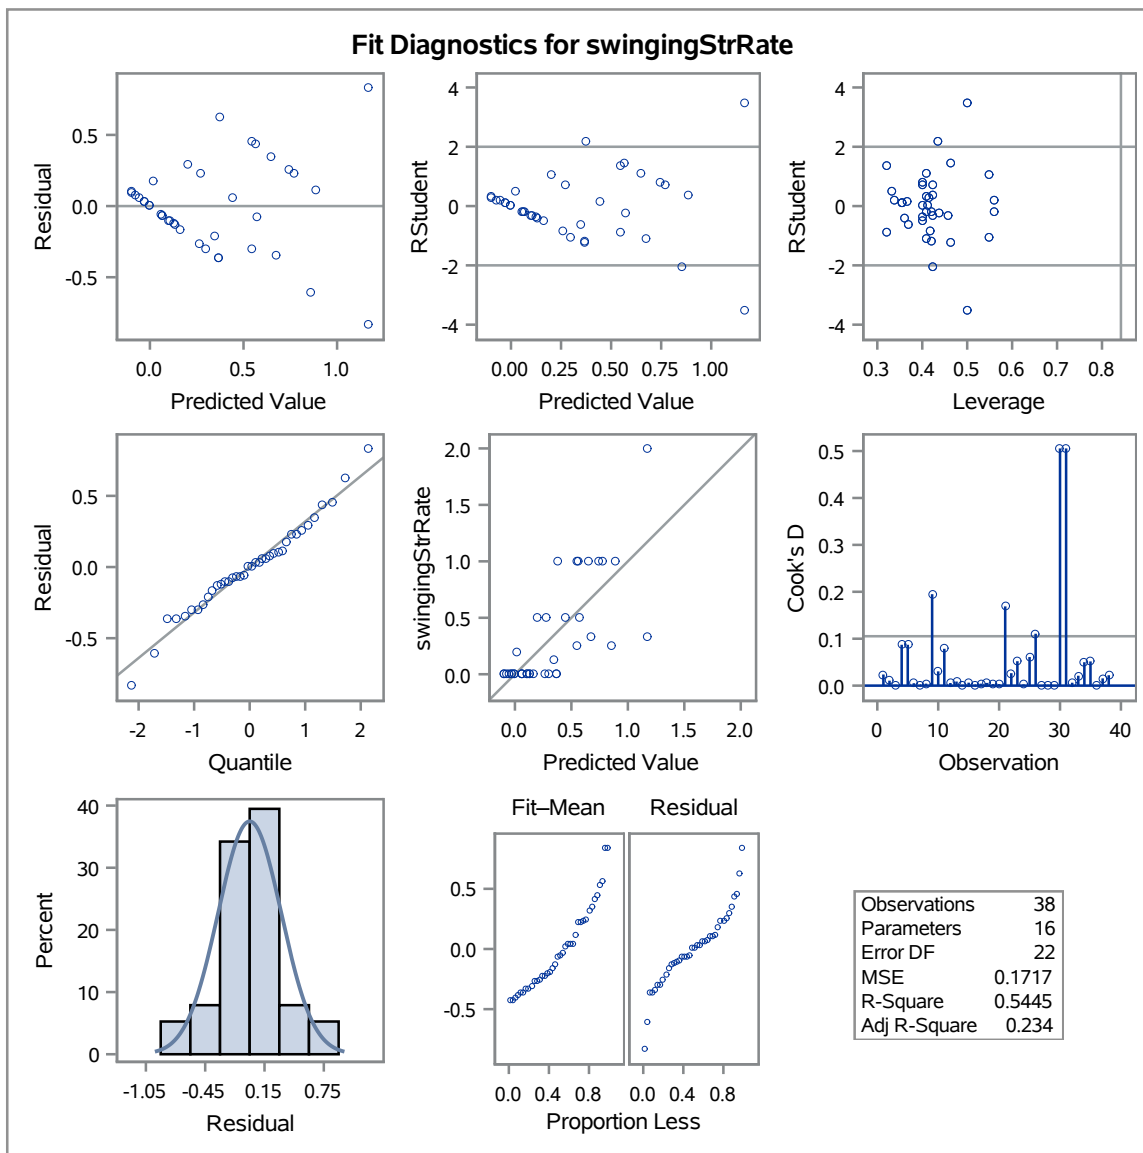 Fit Diagnostics for swingingStrRate
Residual
0.5
0.0
-0.5
0.0 0.5 1.0
Predicted Value
RStudent
4
2
0
-2
-4
0.00 0.25 0.50 0.75 1.00
Predicted Value
RStudent
4
2
0
-2
-4
0.3 0.4 0.5 0.6 0.7 0.8
Leverage
Residual
0.5
0.0
-0.5
-2 -1 0 1 2
Quantile
swingingStrRate
2.0
1.5
1.0
0.5
0.0
0.0 0.5 1.0 1.5 2.0
Predicted Value
Cook's D
0.5
0.4
0.3
0.2
0.1
0.0
0 10 20 30 40
Observation
Percent
40
30
20
10
0
-1.05 -0.45 0.15 0.75
Residual
Fit–Mean Residual
0.5
0.0
-0.5
0.0 0.4 0.8 0.0 0.4 0.8
Proportion Less
Observations 38
Parameters 16
Error DF 22
MSE 0.1717
R-Square 0.5445
Adj R-Square 0.234